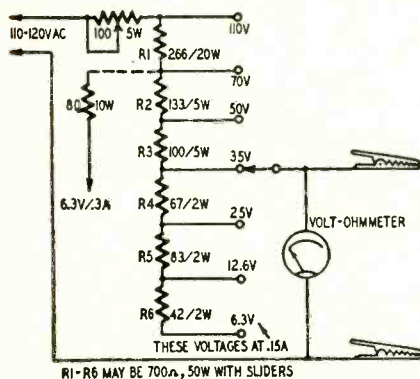 110-120V AC
100
5W
110V
R1
266/20W
70V
80
10W
R2
133/5W
50V
R3
100/5W
35V
6.3V/.3A
R4
67/2W
VOLT-OHMMETER
25V
R5
83/2W
12.6V
R6
42/2W
6.3V
THESE VOLTAGES AT .15A
R1-R6 MAY BE 700Ω, 50W WITH SLIDERS